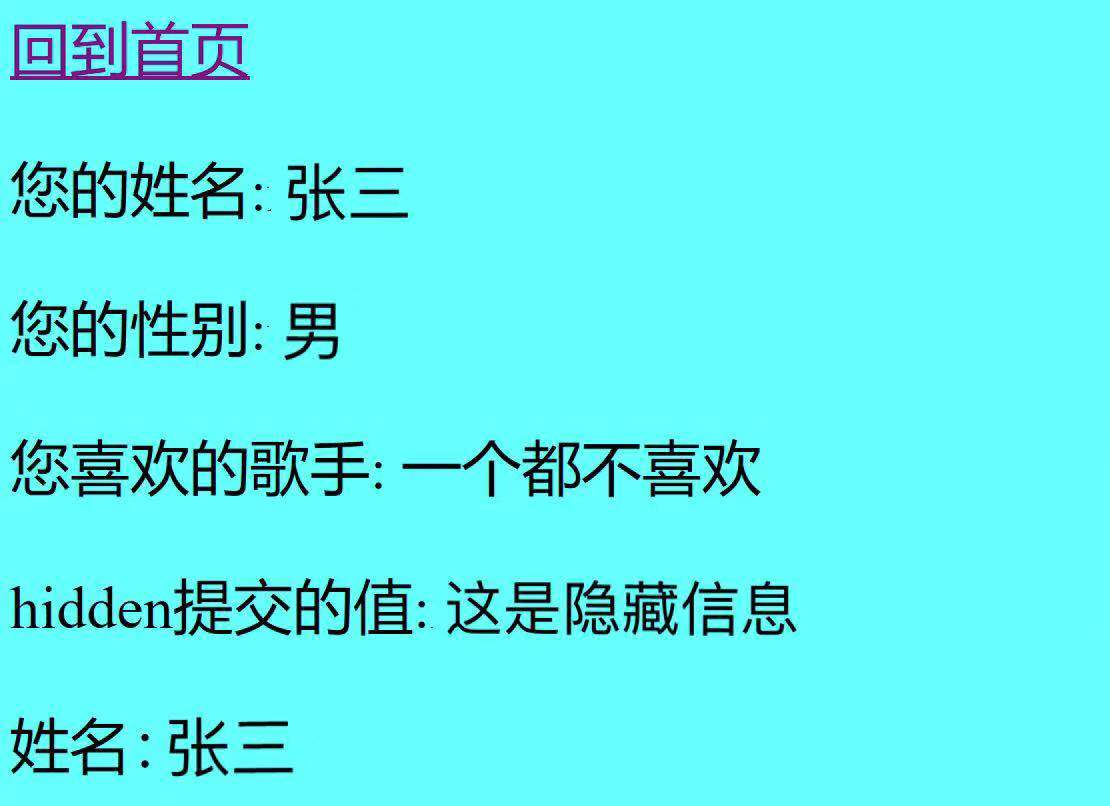 回到首页
您的姓名: 张三
您的性别: 男
您喜欢的歌手: 一个都不喜欢
hidden提交的值: 这是隐藏信息
姓名: 张三